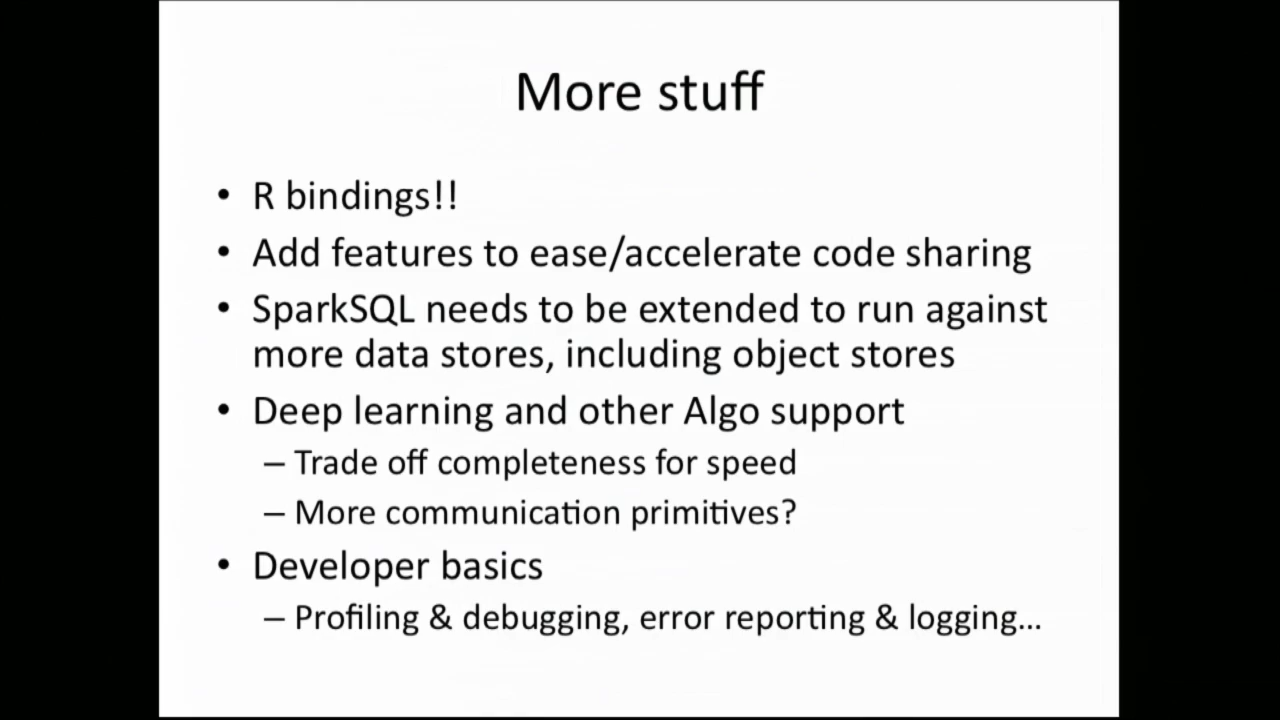 More stuff
• R bindings!!
• Add features to ease/accelerate code sharing
• SparkSQL needs to be extended to run against
more data stores, including object stores
• Deep learning and other Algo support
– Trade off completeness for speed
– More communication primitives?
• Developer basics
– Profiling & debugging, error reporting & logging...